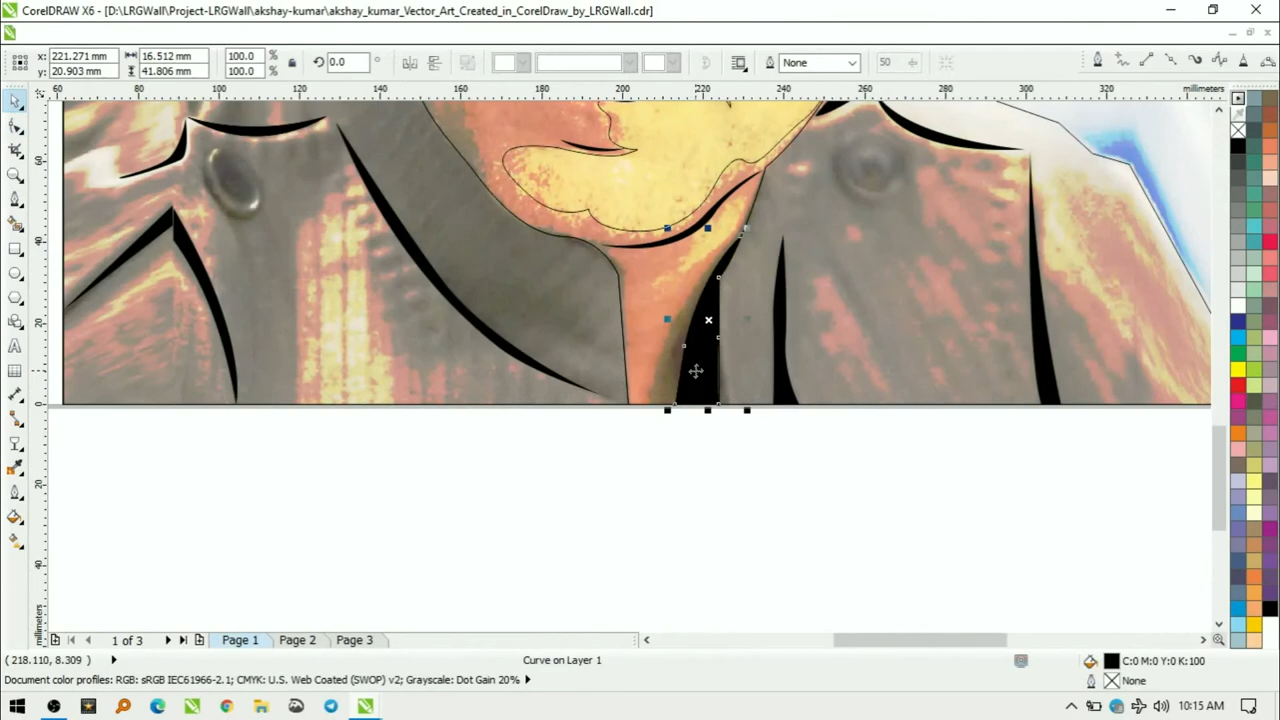 CorelDRAW X6 - [D:\LRGWall\Project-LRGWall\akshay-kumar\akshay_kumar_Vector_Art_Created_in_CorelDraw_by_LRGWall.cdr]
x: 221.271 mm 16.512 mm 100.0 % 0.0 ° None 50
y: 20.903 mm 41.806 mm 100.0 %
60 80 100 120 140 160 180 200 220 240 260 280 300 320 millimeters
60
40
20
0
20
40
millimeters
1 of 3 Page 1 Page 2 Page 3
( 218.110, 8.309 ) Curve on Layer 1 C:0 M:0 Y:0 K:100
Document color profiles: RGB: sRGB IEC61966-2.1; CMYK: U.S. Web Coated (SWOP) v2; Grayscale: Dot Gain 20% None
10:15 AM